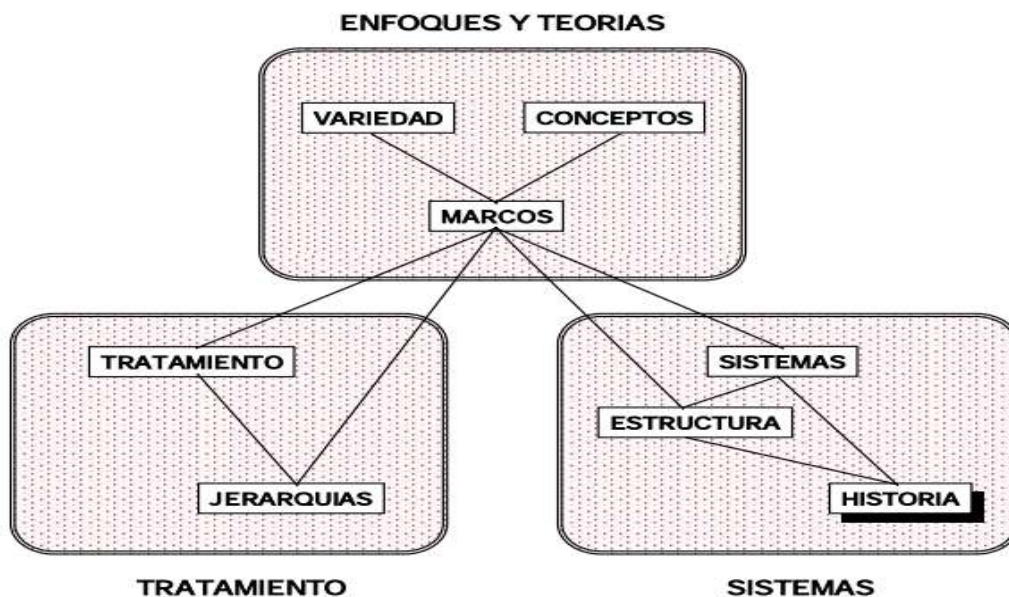 ENFOQUES Y TEORIAS
VARIEDAD
CONCEPTOS
MARCOS
TRATAMIENTO
JERARQUIAS
SISTEMAS
ESTRUCTURA
HISTORIA
TRATAMIENTO
SISTEMAS